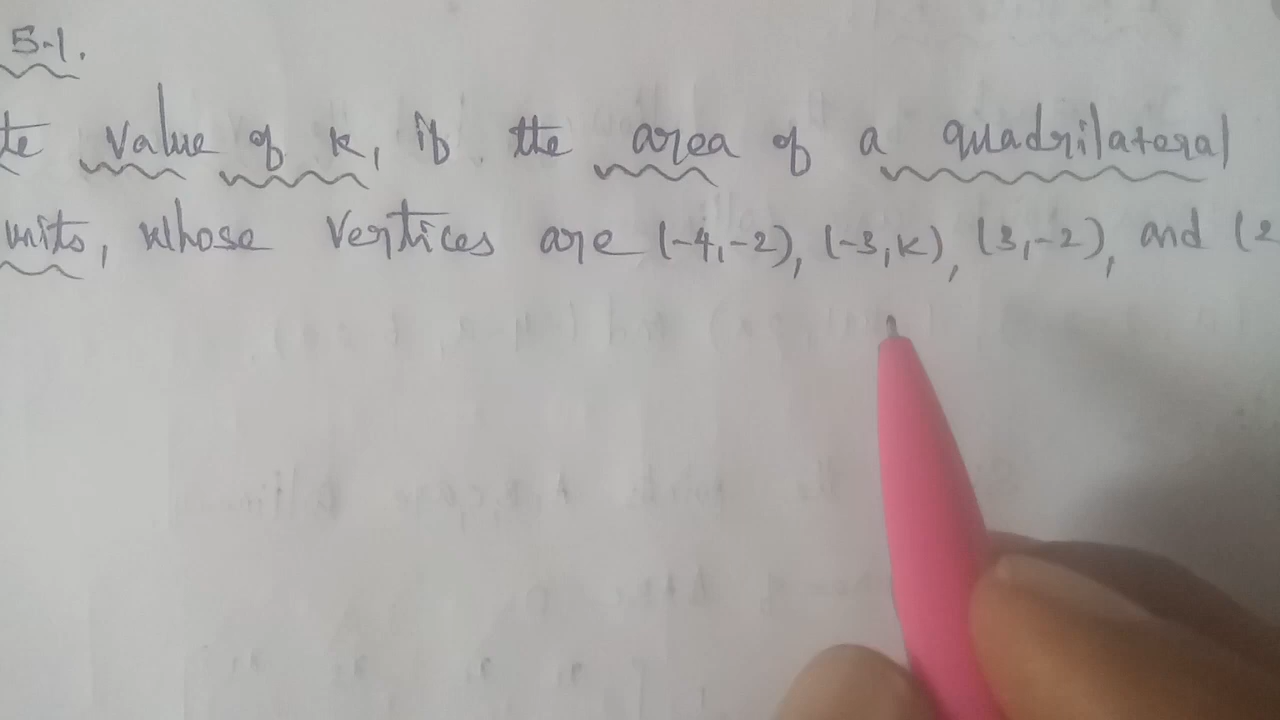 5.1.
te value of k, if the area of a quadrilateral
units, whose vertices are (-4,-2), (-3,k), (3,-2), and (2